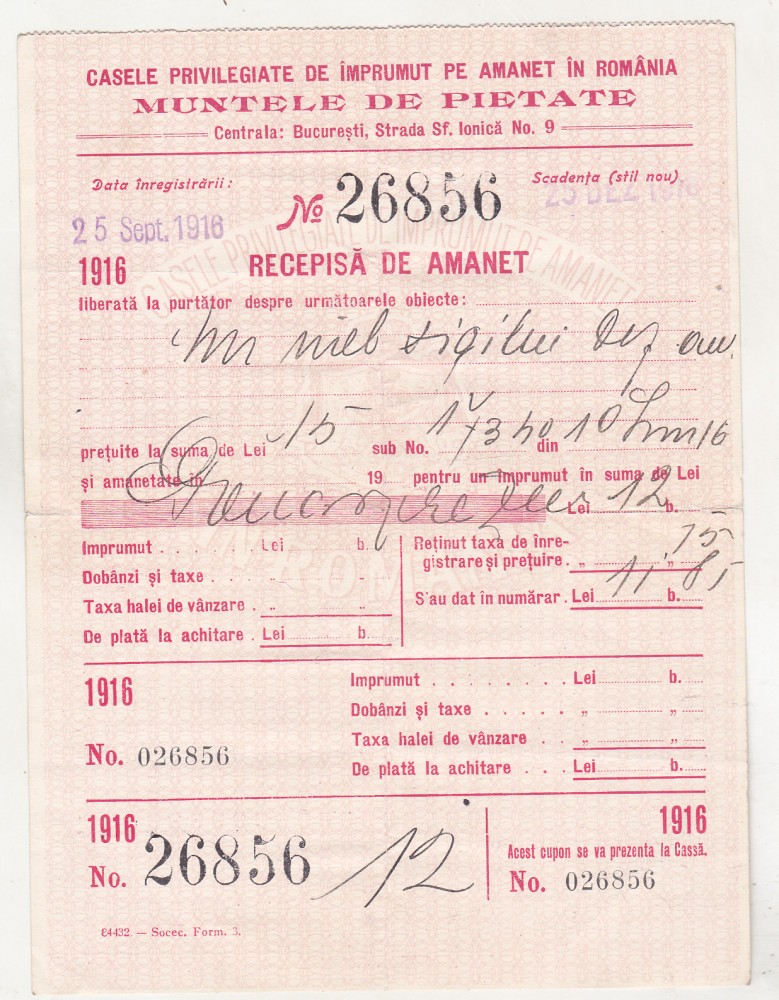 CASELE PRIVILEGIATE DE ÎMPRUMUT PE AMANET ÎN ROMÂNIA
MUNTELE DE PIETATE
Centrala: Bucureşti, Strada Sf. Ionică No. 9
Data înregistrării: No 26856 Scadenţa (stil nou)
25 Sept. 1916
1916 RECEPISĂ DE AMANET
liberată la purtător despre următoarele obiecte:
Un
preţuite la suma de Lei 15 sub No. din
şi amanetate în 19 pentru un împrumut în suma de Lei
Lei 12 b.
Imprumut . . . . . . Lei b.
Dobânzi şi taxe . „ „
Taxa halei de vânzare . „ „
De plată la achitare . Lei b.
Reţinut taxa de înre-
gistrare şi preţuire. „ 15
S'au dat în numărar. Lei 11 85
1916
No. 026856
Imprumut . . . . . . . . Lei b.
Dobânzi şi taxe . . . . . „ „
Taxa halei de vânzare . . „ „
De plată la achitare . . . Lei b.
1916
No. 26856 12
1916
Acest cupon se va prezenta la Cassă.
No. 026856
84432. — Socec. Form. 3.